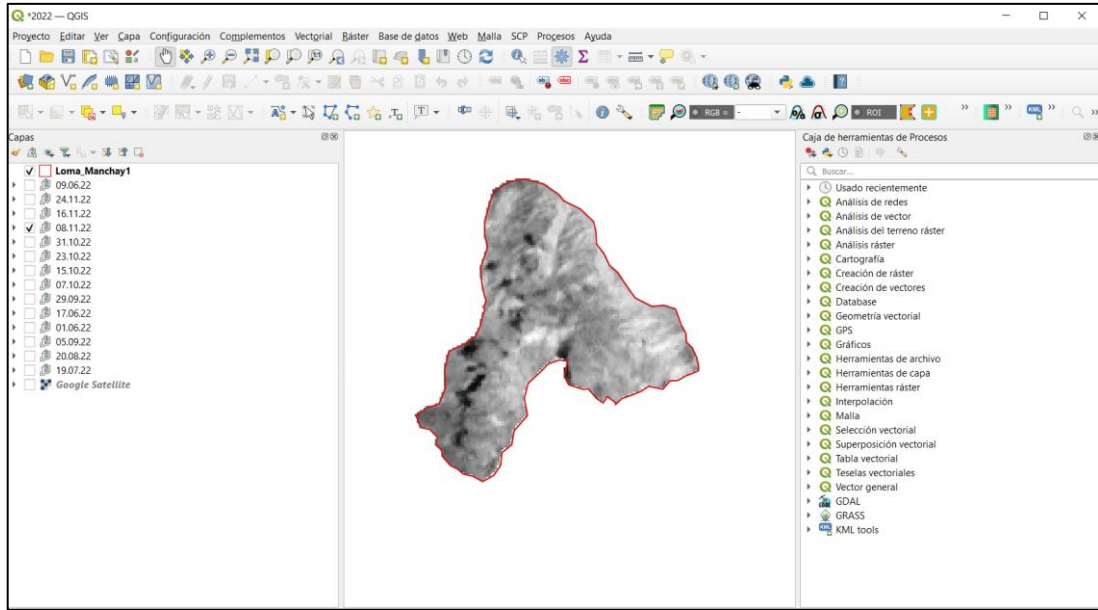 *2022 — QGIS
Proyecto Editar Ver Capa Configuración Complementos Vectorial Ráster Base de datos Web Malla SCP Procesos Ayuda
RGB = -
ROI
Capas
Caja de herramientas de Procesos
Loma_Manchay1
09.06.22
24.11.22
16.11.22
08.11.22
31.10.22
23.10.22
15.10.22
07.10.22
29.09.22
17.06.22
01.06.22
05.09.22
20.08.22
19.07.22
Google Satellite
Buscar...
Usado recientemente
Análisis de redes
Análisis de vector
Análisis del terreno ráster
Análisis ráster
Cartografía
Creación de ráster
Creación de vectores
Database
Geometría vectorial
GPS
Gráficos
Herramientas de archivo
Herramientas de capa
Herramientas ráster
Interpolación
Malla
Selección vectorial
Superposición vectorial
Tabla vectorial
Teselas vectoriales
Vector general
GDAL
GRASS
KML tools